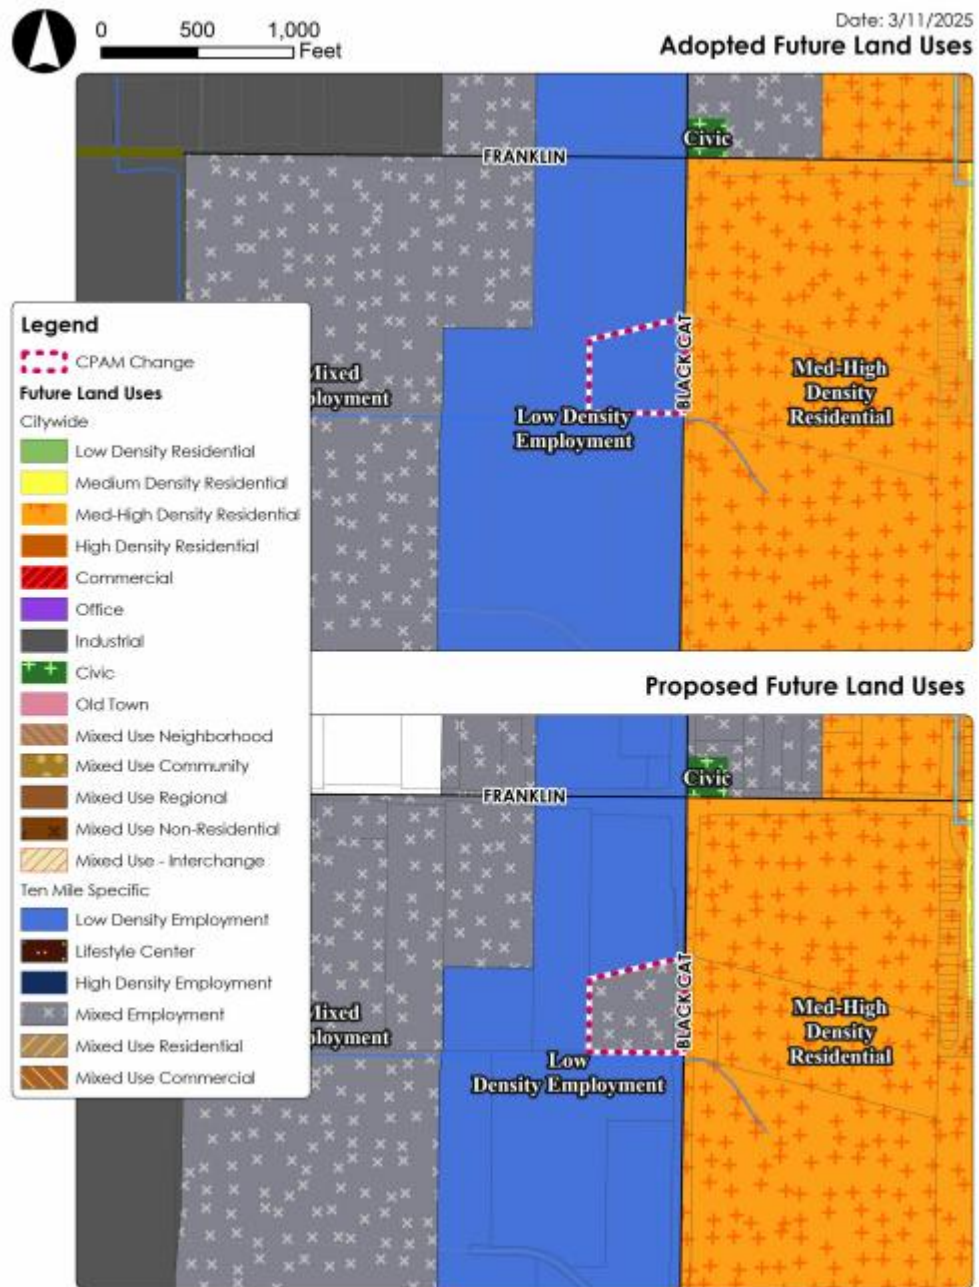 Date: 3/11/2025
0 500 1,000
Feet
Adopted Future Land Uses
Civic
FRANKLIN
BLACK CAT
Mixed
ployment
Med-High
Density
Residential
Low Density
Employment
Legend
CPAM Change
Future Land Uses
Citywide
Low Density Residential
Medium Density Residential
Med-High Density Residential
High Density Residential
Commercial
Office
Industrial
Civic
Old Town
Mixed Use Neighborhood
Mixed Use Community
Mixed Use Regional
Mixed Use Non-Residential
Mixed Use - Interchange
Ten Mile Specific
Low Density Employment
Lifestyle Center
High Density Employment
Mixed Employment
Mixed Use Residential
Mixed Use Commercial
Proposed Future Land Uses
Civic
FRANKLIN
BLACK CAT
Mixed
ployment
Med-High
Density
Residential
Low
Density Employment